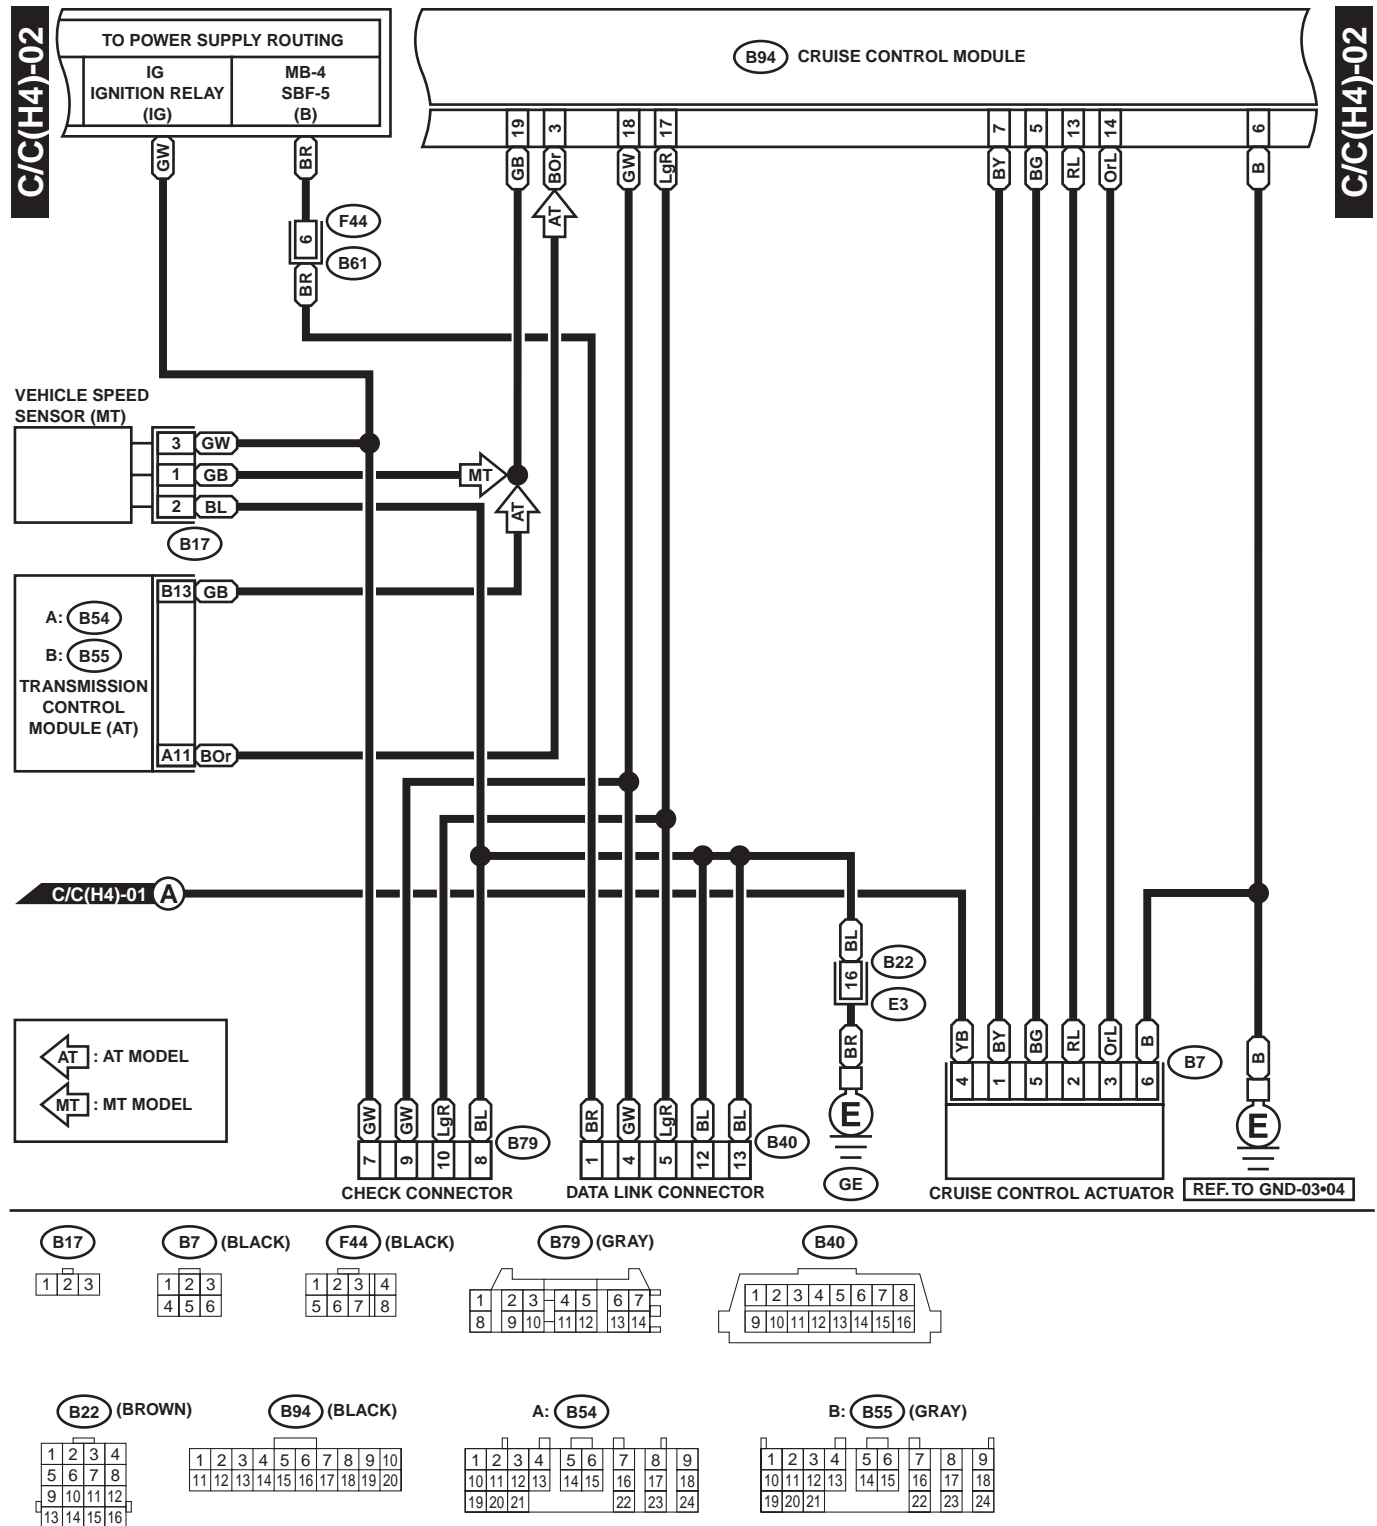 C/C(H4)-02
TO POWER SUPPLY ROUTING
IG
IGNITION RELAY
(IG)
MB-4
SBF-5
(B)
B94 CRUISE CONTROL MODULE
C/C(H4)-02
19 3 18 17 7 5 13 14 6
GW BR GB BOr GW LgR BY BG RL OrL B
AT
6 F44
B61
BR
VEHICLE SPEED
SENSOR (MT)
3 GW
1 GB MT
2 BL AT
B17
B13 GB
A: B54
B: B55
TRANSMISSION
CONTROL
MODULE (AT)
A11 BOr
C/C(H4)-01 A
BL
16 B22
E3
BR
AT : AT MODEL
MT : MT MODEL
YB BY BG RL OrL B
4 1 5 2 3 6 B7
B
GW GW LgR BL B79
7 9 10 8
BR GW LgR BL BL B40
1 4 5 12 13
E
GE
E
CHECK CONNECTOR
DATA LINK CONNECTOR
CRUISE CONTROL ACTUATOR
REF. TO GND-03•04
B17 B7 (BLACK) F44 (BLACK) B79 (GRAY) B40
1 2 3
1 2 3
4 5 6
1 2 3 4
5 6 7 8
1 2 3 4 5 6 7
8 9 10 11 12 13 14
1 2 3 4 5 6 7 8
9 10 11 12 13 14 15 16
B22 (BROWN) B94 (BLACK) A: B54 B: B55 (GRAY)
1 2 3 4
5 6 7 8
9 10 11 12
13 14 15 16
1 2 3 4 5 6 7 8 9 10
11 12 13 14 15 16 17 18 19 20
1 2 3 4 5 6 7 8 9
10 11 12 13 14 15 16 17 18
19 20 21 22 23 24
1 2 3 4 5 6 7 8 9
10 11 12 13 14 15 16 17 18
19 20 21 22 23 24